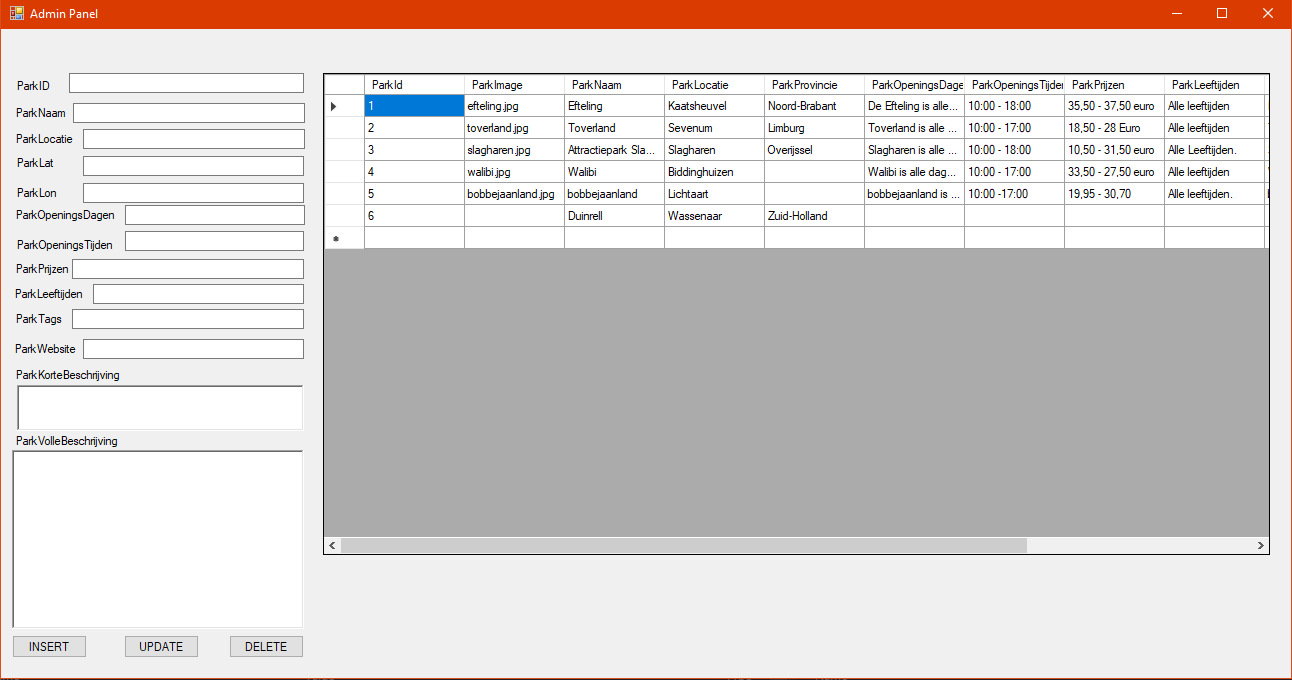 Admin Panel
ParkID
ParkNaam
ParkLocatie
ParkLat
ParkLon
ParkOpeningsDagen
ParkOpeningsTijden
ParkPrijzen
ParkLeeftijden
ParkTags
ParkWebsite
ParkKorteBeschrijving
ParkVolleBeschrijving
INSERT UPDATE DELETE
ParkId ParkImage ParkNaam ParkLocatie ParkProvincie ParkOpeningsDage ParkOpeningsTijder ParkPrijzen ParkLeeftijden
1 efteling.jpg Efteling Kaatsheuvel Noord-Brabant De Efteling is alle... 10:00 - 18:00 35,50 - 37,50 euro Alle leeftijden
2 toverland.jpg Toverland Sevenum Limburg Toverland is alle ... 10:00 - 17:00 18,50 - 28 Euro Alle leeftijden
3 slagharen.jpg Attractiepark Sla... Slagharen Overijssel Slagharen is alle ... 10:00 - 18:00 10,50 - 31,50 euro Alle Leeftijden.
4 walibi.jpg Walibi Biddinghuizen Walibi is alle dag... 10:00 - 17:00 33,50 - 27,50 euro Alle leeftijden
5 bobbejaanland.jpg bobbejaanland Lichtaart bobbejaanland is ... 10:00 -17:00 19,95 - 30,70 Alle leeftijden.
6 Duinrell Wassenaar Zuid-Holland